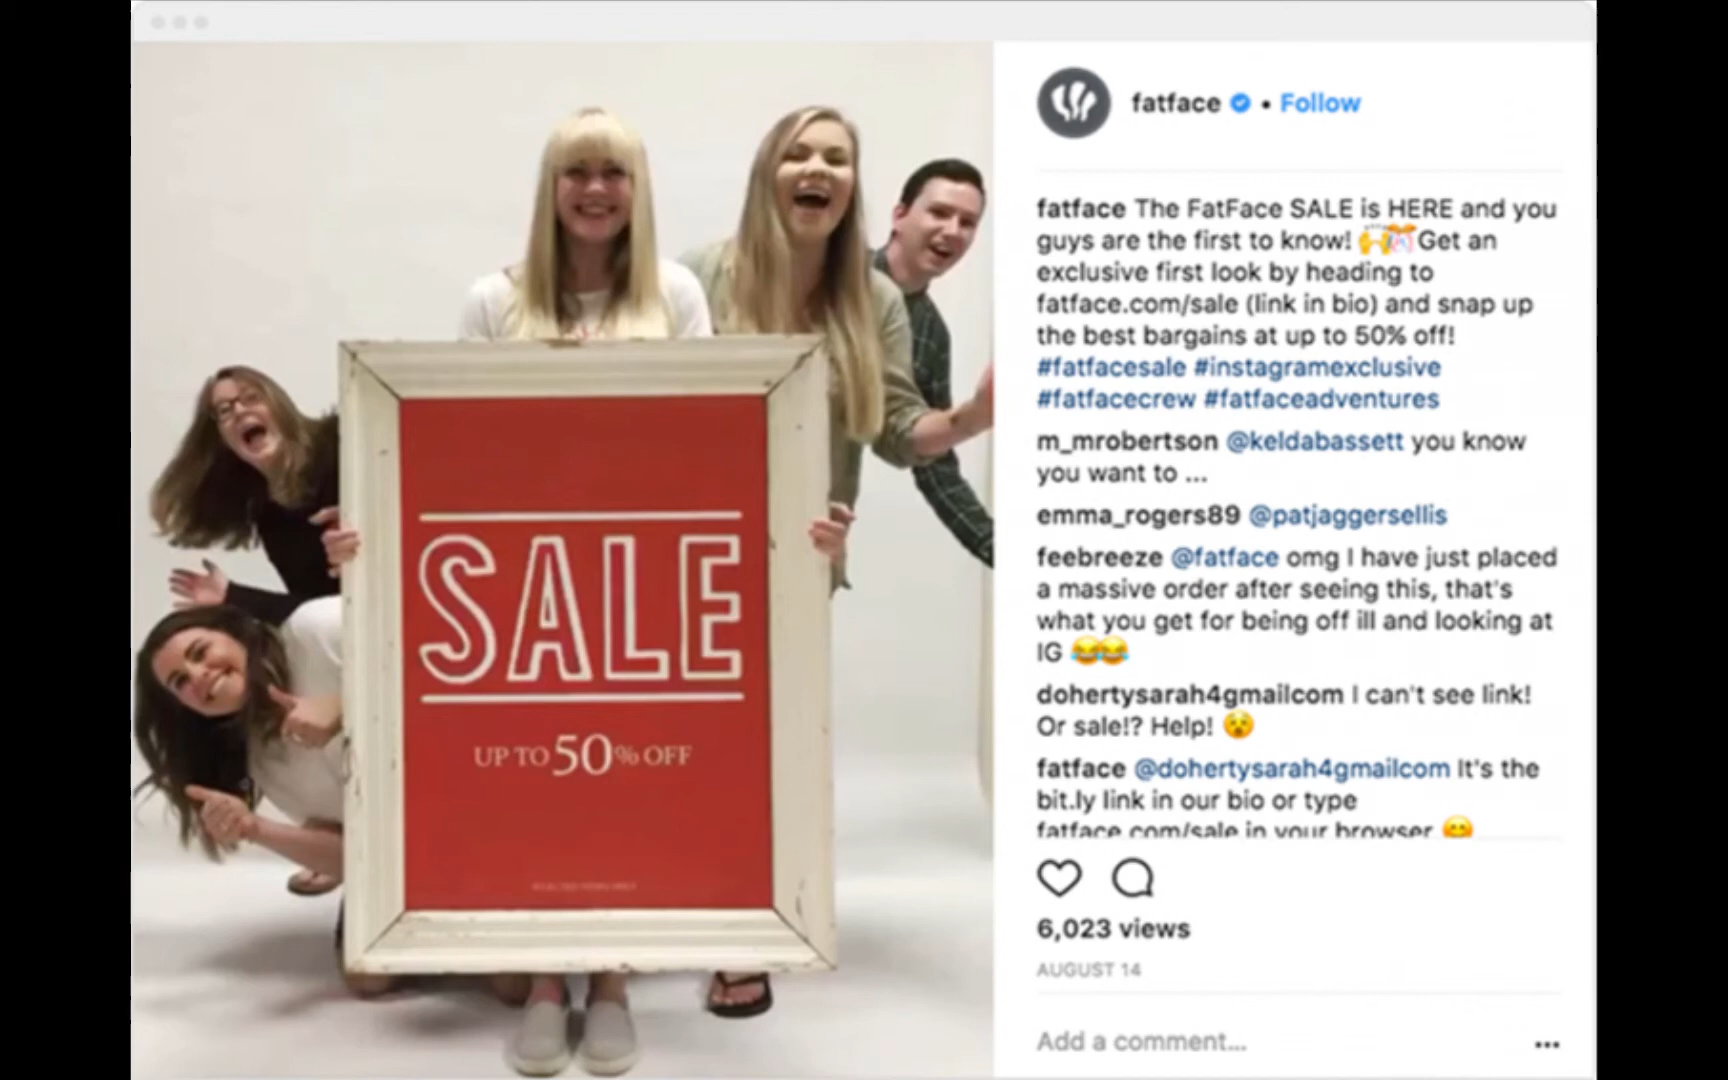 SALE
UP TO 50% OFF
fatface • Follow
fatface The FatFace SALE is HERE and you
guys are the first to know! 🙌🎊Get an
exclusive first look by heading to
fatface.com/sale (link in bio) and snap up
the best bargains at up to 50% off!
#fatfacesale #instagramexclusive
#fatfacecrew #fatfaceadventures
m_mrobertson @keldabassett you know
you want to ...
emma_rogers89 @patjaggersellis
feebreeze @fatface omg I have just placed
a massive order after seeing this, that's
what you get for being off ill and looking at
IG 😂😂
dohertysarah4gmailcom I can't see link!
Or sale!? Help! 😵
fatface @dohertysarah4gmailcom It's the
bit.ly link in our bio or type
fatface.com/sale in your browser 😊
6,023 views
AUGUST 14
Add a comment...